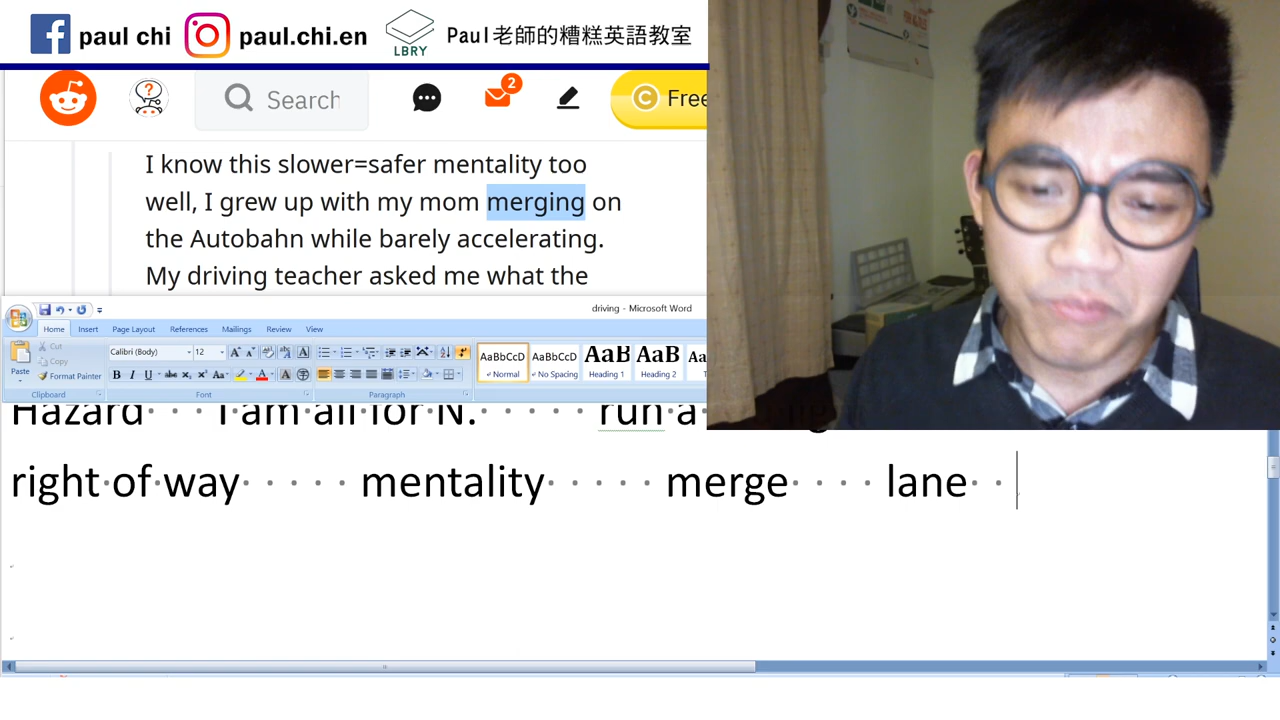 paul chi paul.chi.en LBRY Paul老師的糟糕英語教室
Search 2 Free
I know this slower=safer mentality too
well, I grew up with my mom merging on
the Autobahn while barely accelerating.
My driving teacher asked me what the
driving - Microsoft Word
Home Insert Page Layout References Mailings Review View
Paste Cut Copy Format Painter
Calibri (Body) 12
AaBbCcD AaBbCcD AaB AaB
Normal No Spacing Heading 1 Heading 2
Clipboard Font Paragraph
Hazard I am all for N. run a
right of way mentality merge lane